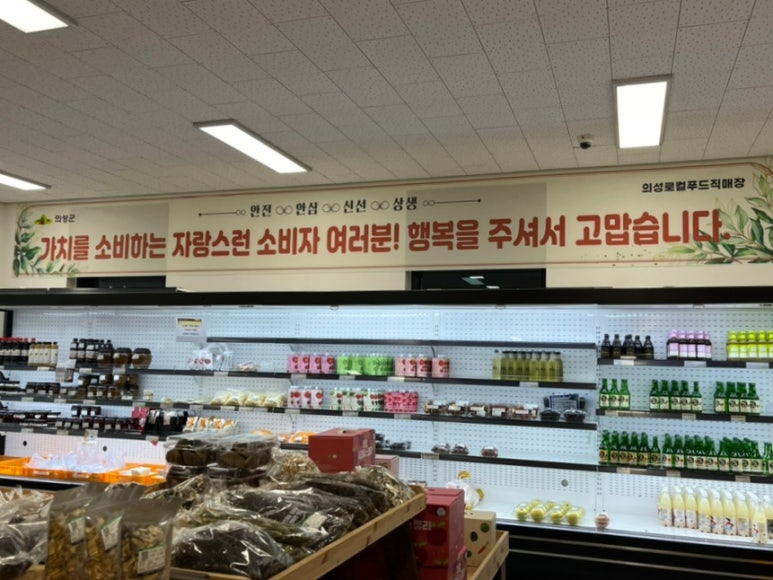 의성군
안전 안심 신선 상생
의성로컬푸드직매장
가치를 소비하는 자랑스런 소비자 여러분! 행복을 주셔서 고맙습니다.